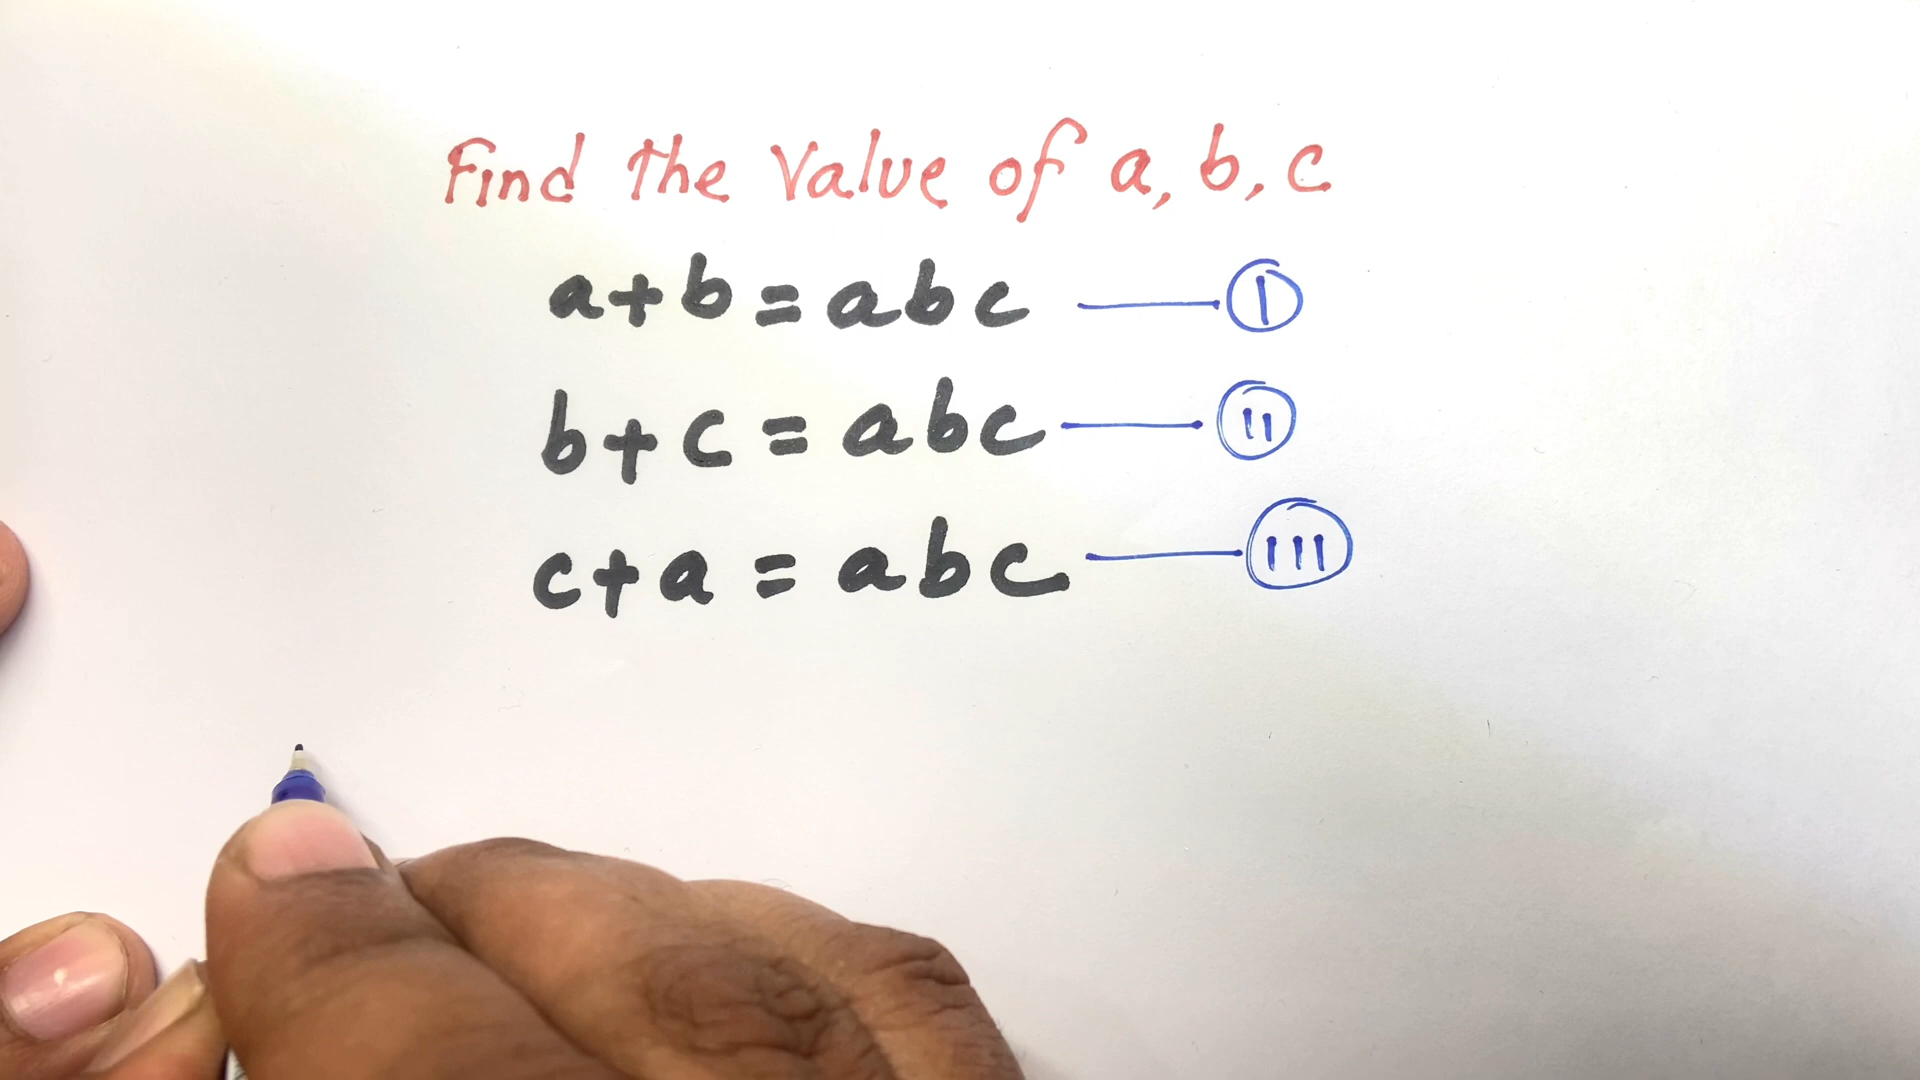 Find the Value of a, b, c
a+b=abc — I
b+c=abc — II
c+a=abc — III